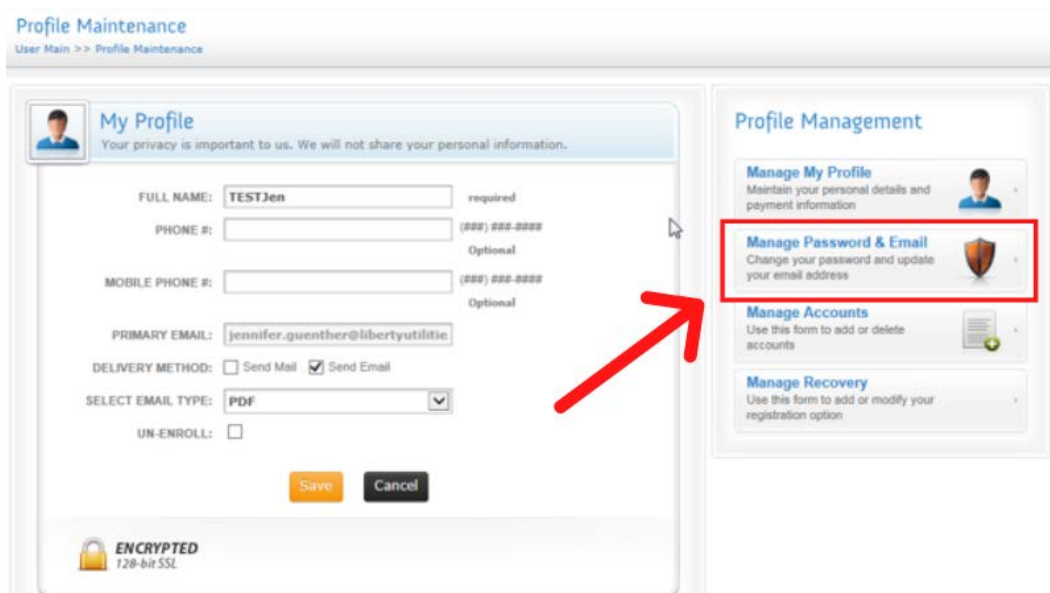 Profile Maintenance
User Main >> Profile Maintenance
My Profile
Your privacy is important to us. We will not share your personal information.
FULL NAME: TESTJen required
PHONE #: (###) ###-####
Optional
MOBILE PHONE #: (###) ###-####
Optional
PRIMARY EMAIL: jennifer.guenther@libertyutilitie
DELIVERY METHOD: Send Mail Send Email
SELECT EMAIL TYPE: PDF
UN-ENROLL:
Save Cancel
ENCRYPTED
128-bit SSL
Profile Management
Manage My Profile
Maintain your personal details and
payment information
Manage Password & Email
Change your password and update
your email address
Manage Accounts
Use this form to add or delete
accounts
Manage Recovery
Use this form to add or modify your
registration option